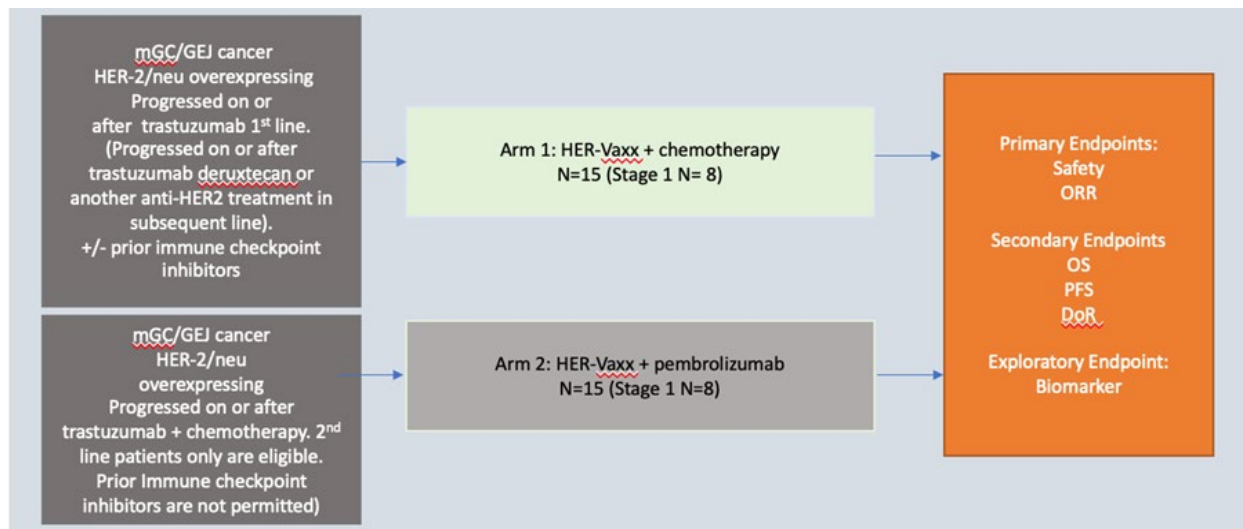 mGC/GEJ cancer
HER-2/neu overexpressing
Progressed on or
after  trastuzumab 1st line.
(Progressed on or after
trastuzumab deruxtecan or
another anti-HER2 treatment in
subsequent line).
+/- prior immune checkpoint
inhibitors
Arm 1: HER-Vaxx + chemotherapy
N=15 (Stage 1 N= 8)
mGC/GEJ cancer
HER-2/neu
overexpressing
Progressed on or after
trastuzumab + chemotherapy. 2nd
line patients only are eligible.
Prior Immune checkpoint
inhibitors are not permitted)
Arm 2: HER-Vaxx + pembrolizumab
N=15 (Stage 1 N=8)
Primary Endpoints:
Safety
ORR
Secondary Endpoints
OS
PFS
DoR
Exploratory Endpoint:
Biomarker